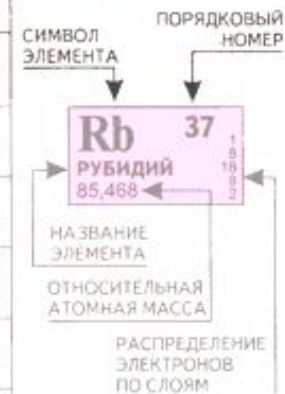 СИМВОЛ
ЭЛЕМЕНТА
ПОРЯДКОВЫЙ
НОМЕР
Rb 37
РУБИДИЙ
85,468
1
8
18
8
2
НАЗВАНИЕ
ЭЛЕМЕНТА
ОТНОСИТЕЛЬНАЯ
АТОМНАЯ МАССА
РАСПРЕДЕЛЕНИЕ
ЭЛЕКТРОНОВ
ПО СЛОЯМ